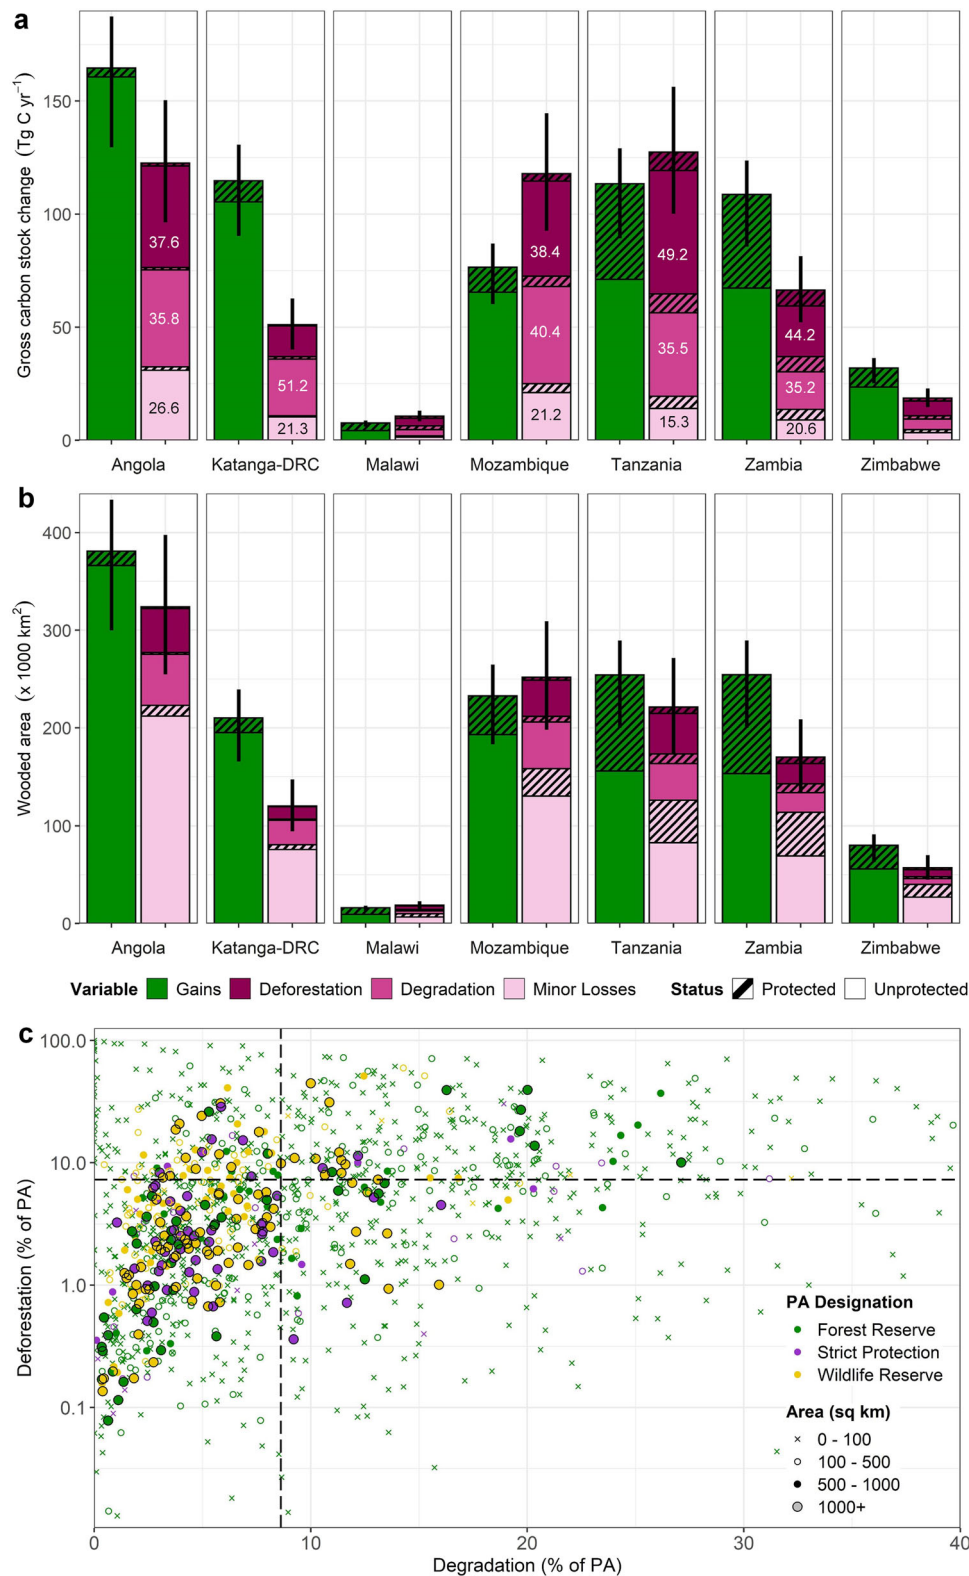 a
Gross carbon stock change (Tg C yr⁻¹)
150
100
50
0
37.6
35.8
26.6
51.2
21.3
38.4
40.4
21.2
49.2
35.5
15.3
44.2
35.2
20.6
Angola Katanga-DRC Malawi Mozambique Tanzania Zambia Zimbabwe
b
Wooded area (x 1000 km²)
400
300
200
100
0
Angola Katanga-DRC Malawi Mozambique Tanzania Zambia Zimbabwe
Variable Gains Deforestation Degradation Minor Losses Status Protected Unprotected
c
Deforestation (% of PA)
100.0
10.0
1.0
0.1
PA Designation
Forest Reserve
Strict Protection
Wildlife Reserve
Area (sq km)
0 - 100
100 - 500
500 - 1000
1000+
0 10 20 30 40
Degradation (% of PA)